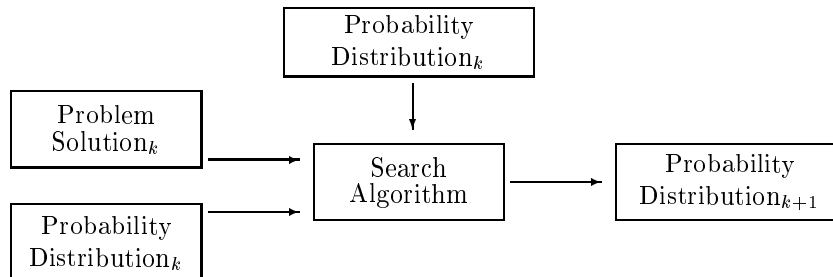 Probability
Distribution_k
Problem
Solution_k
Search
Algorithm
Probability
Distribution_{k+1}
Probability
Distribution_k